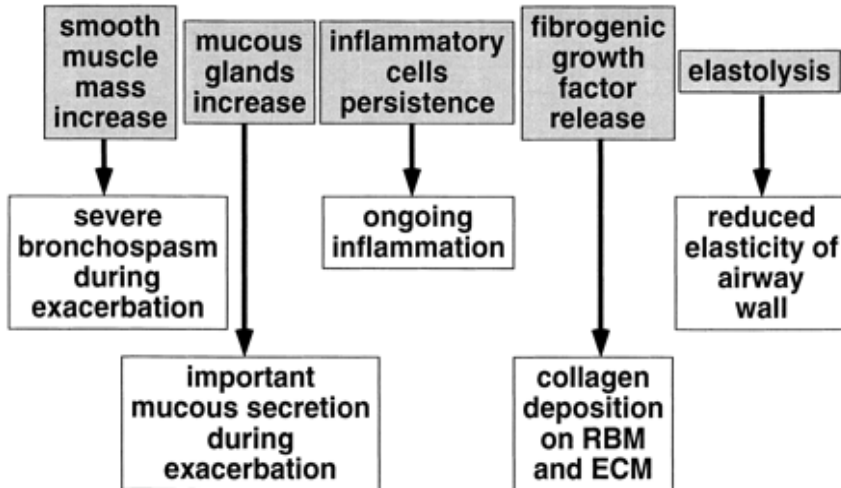 smooth
muscle
mass
increase
mucous
glands
increase
inflammatory
cells
persistence
fibrogenic
growth
factor
release
elastolysis
severe
bronchospasm
during
exacerbation
ongoing
inflammation
reduced
elasticity of
airway
wall
important
mucous secretion
during
exacerbation
collagen
deposition
on RBM
and ECM